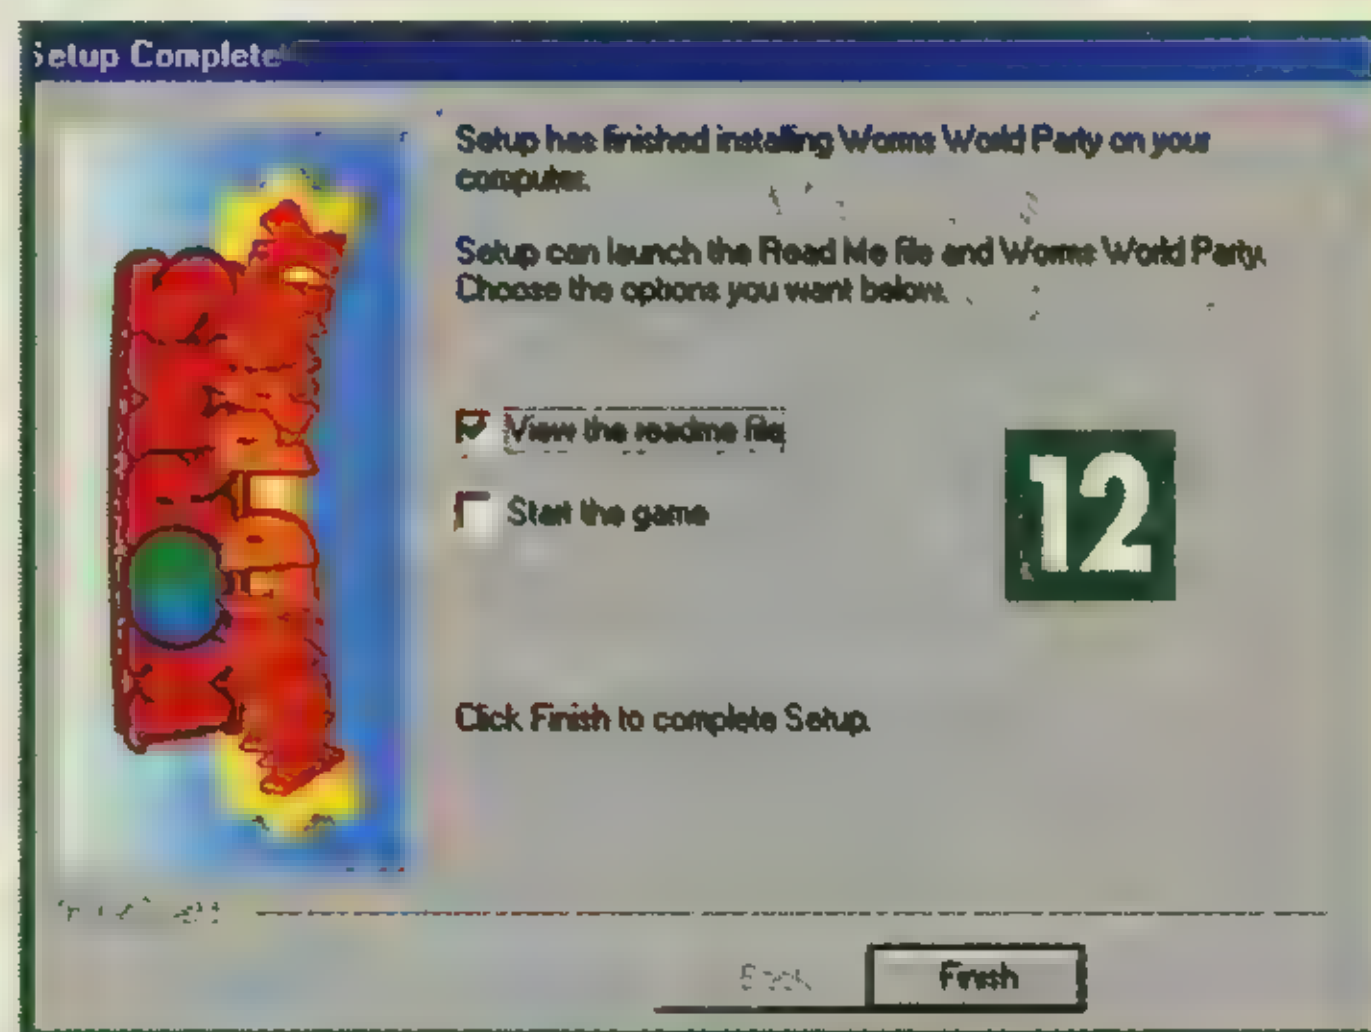 Setup Complete
Setup has finished installing Worms World Party on your
computer.
Setup can launch the Read Me file and Worms World Party.
Choose the options you want below.
View the readme file
Start the game
12
Click Finish to complete Setup.
Back
Finish